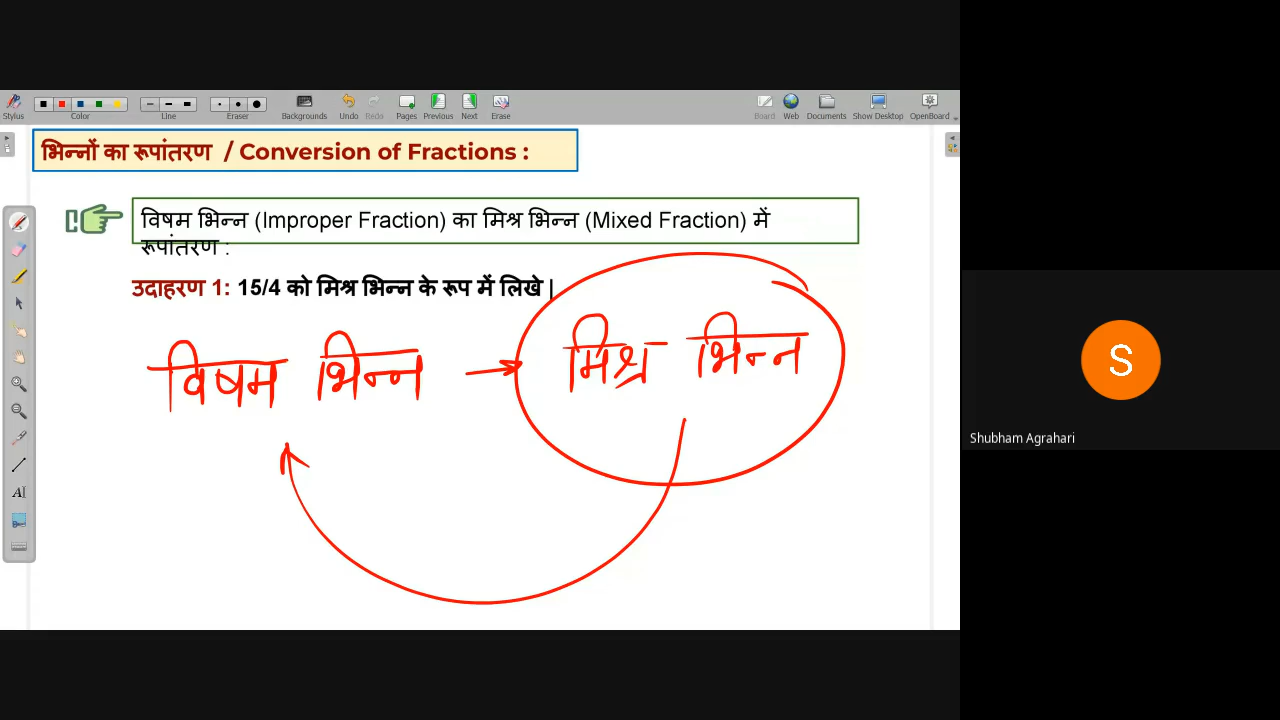 Stylus
Color
Line
Eraser
Backgrounds
Undo
Redo
Pages
Previous
Next
Erase
Board
Web
Documents
Show Desktop
OpenBoard
भिन्नों का रूपांतरण / Conversion of Fractions :
विषम भिन्न (Improper Fraction) का मिश्र भिन्न (Mixed Fraction) में
रूपांतरण :
उदाहरण 1: 15/4 को मिश्र भिन्न के रूप में लिखे |
विषम भिन्न → मिश्र भिन्न
AI
S
Shubham Agrahari